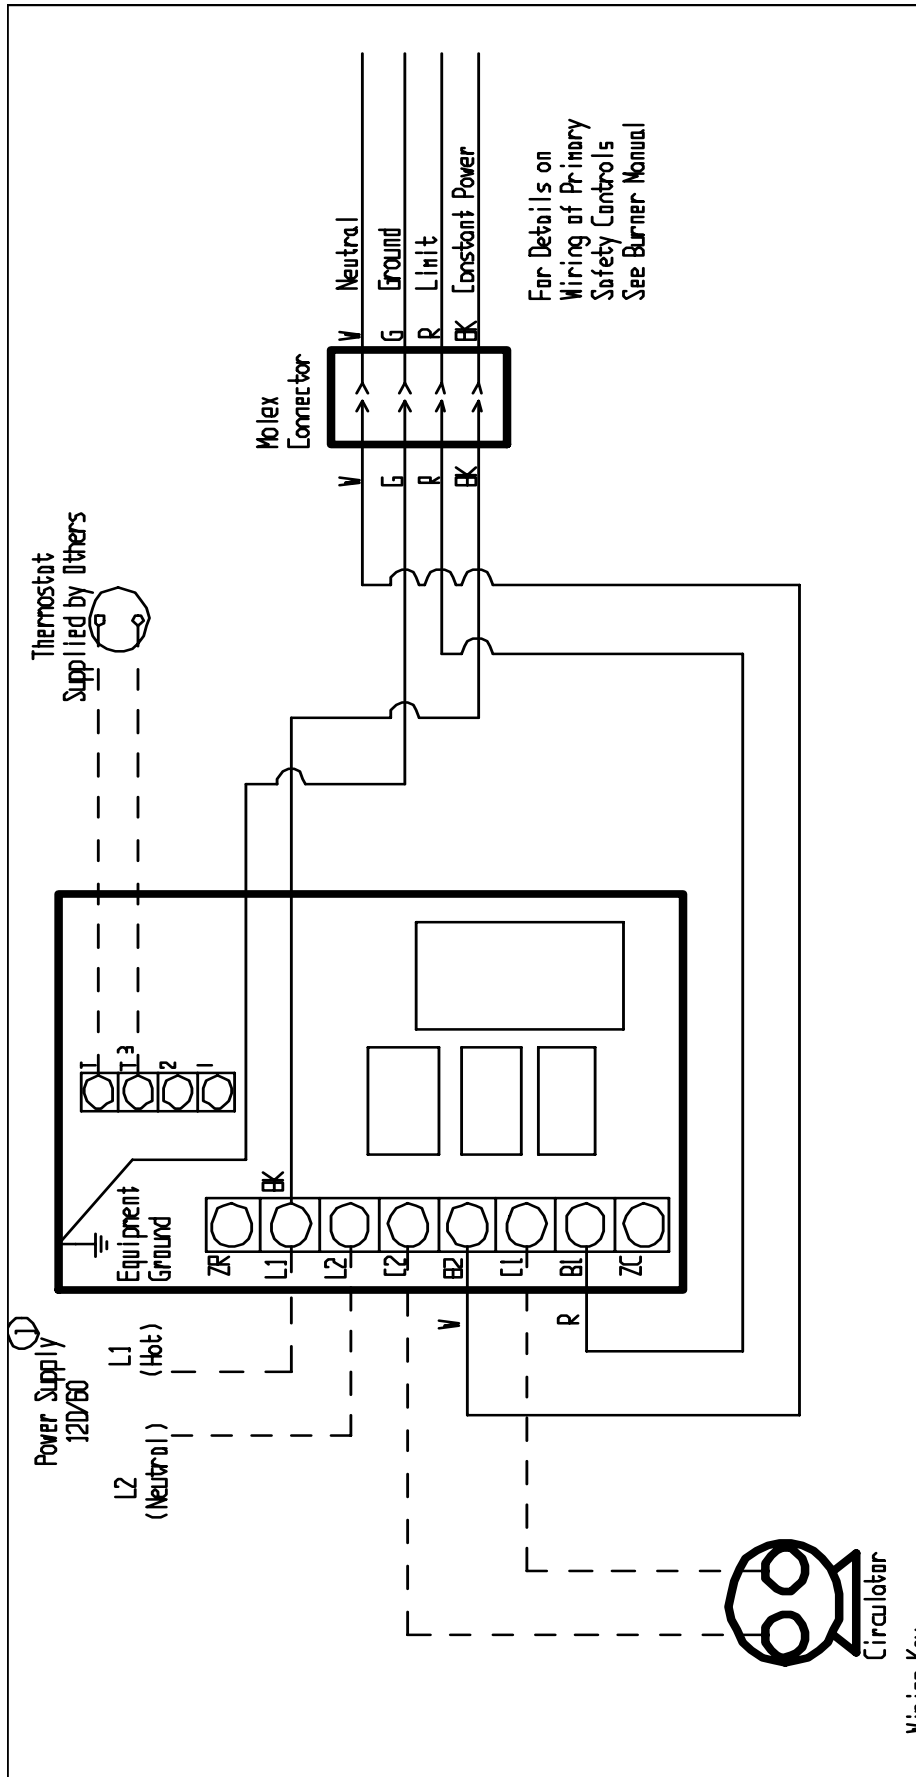 Power Supply
120/60
1
L1
(Hot)
L2
(Neutral)
Equipment
Ground
T
T
3
2
1
ZR
L1
L2
C2
B2
C1
B1
ZC
BK
W
R
Thermostat
Supplied by Others
Molex
Connector
W
G
R
BK
W
G
R
BK
Neutral
Ground
Limit
Constant Power
For Details on
Wiring of Primary
Safety Controls
See Burner Manual
Circulator